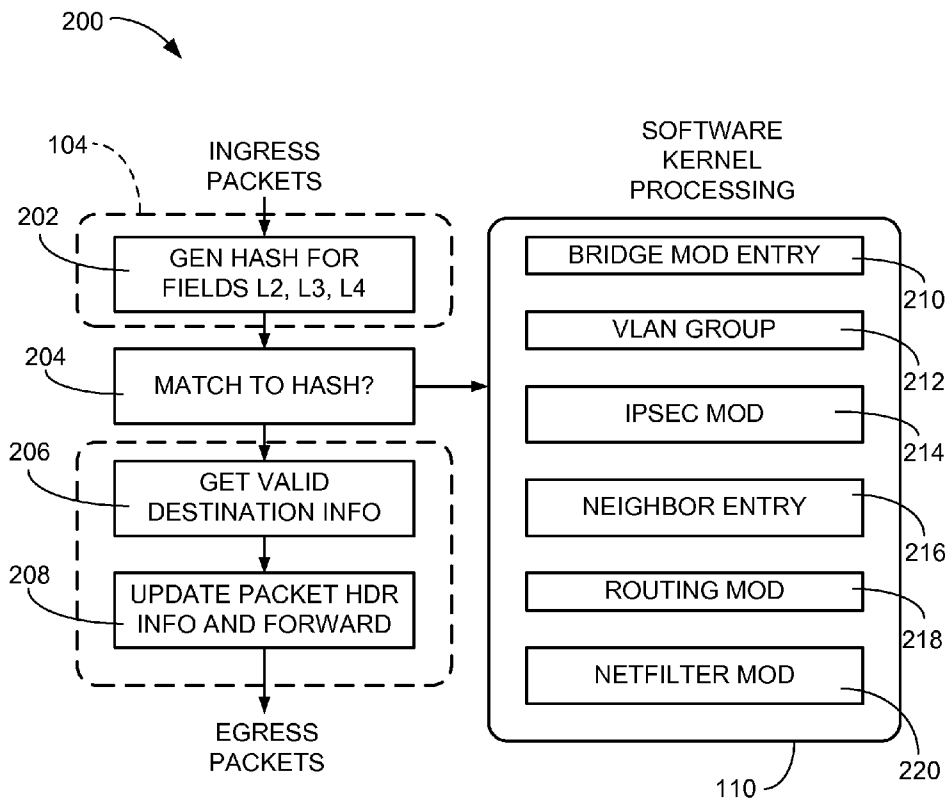 200
104
INGRESS
PACKETS
202
GEN HASH FOR
FIELDS L2, L3, L4
204
MATCH TO HASH?
206
GET VALID
DESTINATION INFO
208
UPDATE PACKET HDR
INFO AND FORWARD
EGRESS
PACKETS
SOFTWARE
KERNEL
PROCESSING
BRIDGE MOD ENTRY
210
VLAN GROUP
212
IPSEC MOD
214
NEIGHBOR ENTRY
216
ROUTING MOD
218
NETFILTER MOD
220
110